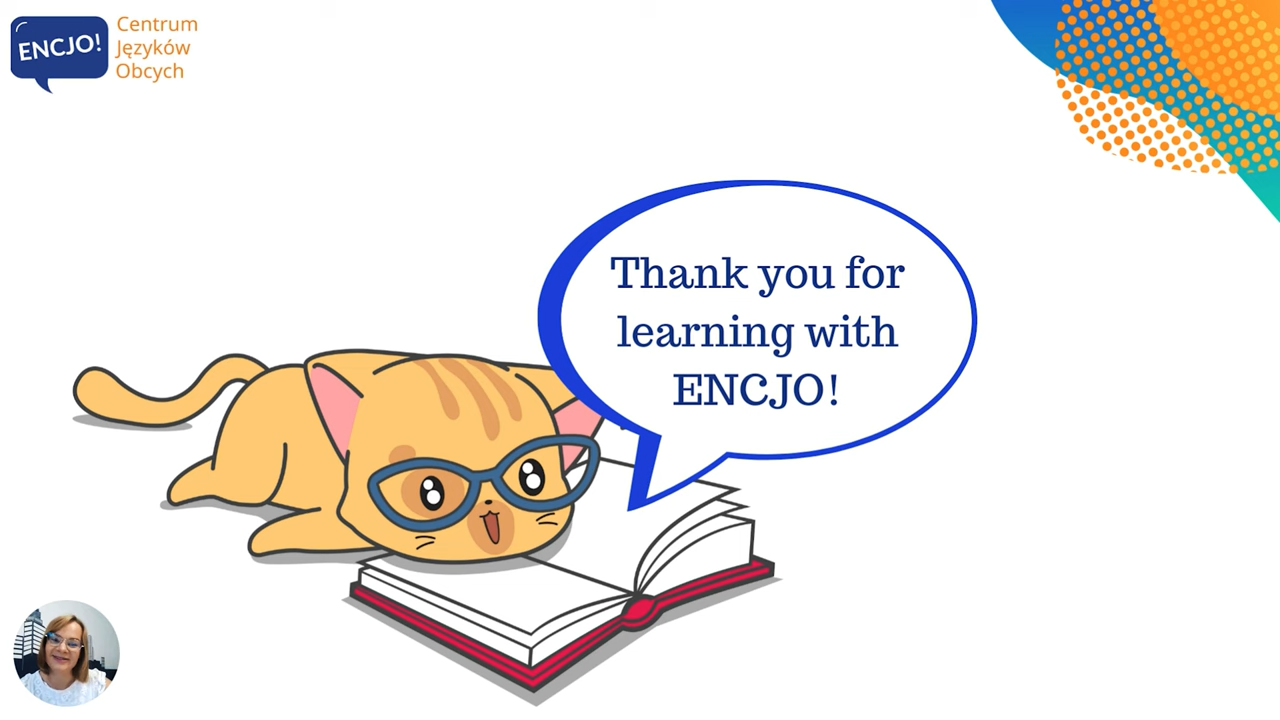 ENCJO!
Centrum
Języków
Obcych
Thank you for
learning with
ENCJO!